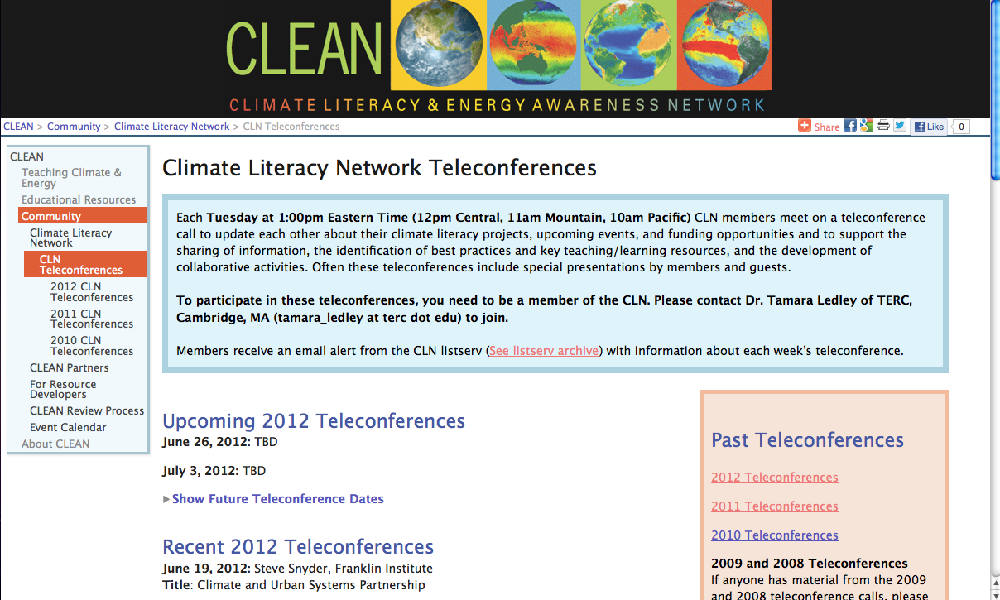 CLEAN
CLIMATE LITERACY & ENERGY AWARENESS NETWORK
CLEAN > Community > Climate Literacy Network > CLN Teleconferences
Share
Like
0
CLEAN
Teaching Climate &
Energy
Educational Resources
Community
Climate Literacy
Network
CLN
Teleconferences
2012 CLN
Teleconferences
2011 CLN
Teleconferences
2010 CLN
Teleconferences
CLEAN Partners
For Resource
Developers
CLEAN Review Process
Event Calendar
About CLEAN
Climate Literacy Network Teleconferences
Each Tuesday at 1:00pm Eastern Time (12pm Central, 11am Mountain, 10am Pacific) CLN members meet on a teleconference
call to update each other about their climate literacy projects, upcoming events, and funding opportunities and to support the
sharing of information, the identification of best practices and key teaching/learning resources, and the development of
collaborative activities. Often these teleconferences include special presentations by members and guests.
To participate in these teleconferences, you need to be a member of the CLN. Please contact Dr. Tamara Ledley of TERC,
Cambridge, MA (tamara_ledley at terc dot edu) to join.
Members receive an email alert from the CLN listserv (See listserv archive) with information about each week's teleconference.
Upcoming 2012 Teleconferences
June 26, 2012: TBD
July 3, 2012: TBD
Show Future Teleconference Dates
Recent 2012 Teleconferences
June 19, 2012: Steve Snyder, Franklin Institute
Title: Climate and Urban Systems Partnership
Past Teleconferences
2012 Teleconferences
2011 Teleconferences
2010 Teleconferences
2009 and 2008 Teleconferences
If anyone has material from the 2009
and 2008 teleconference calls, please